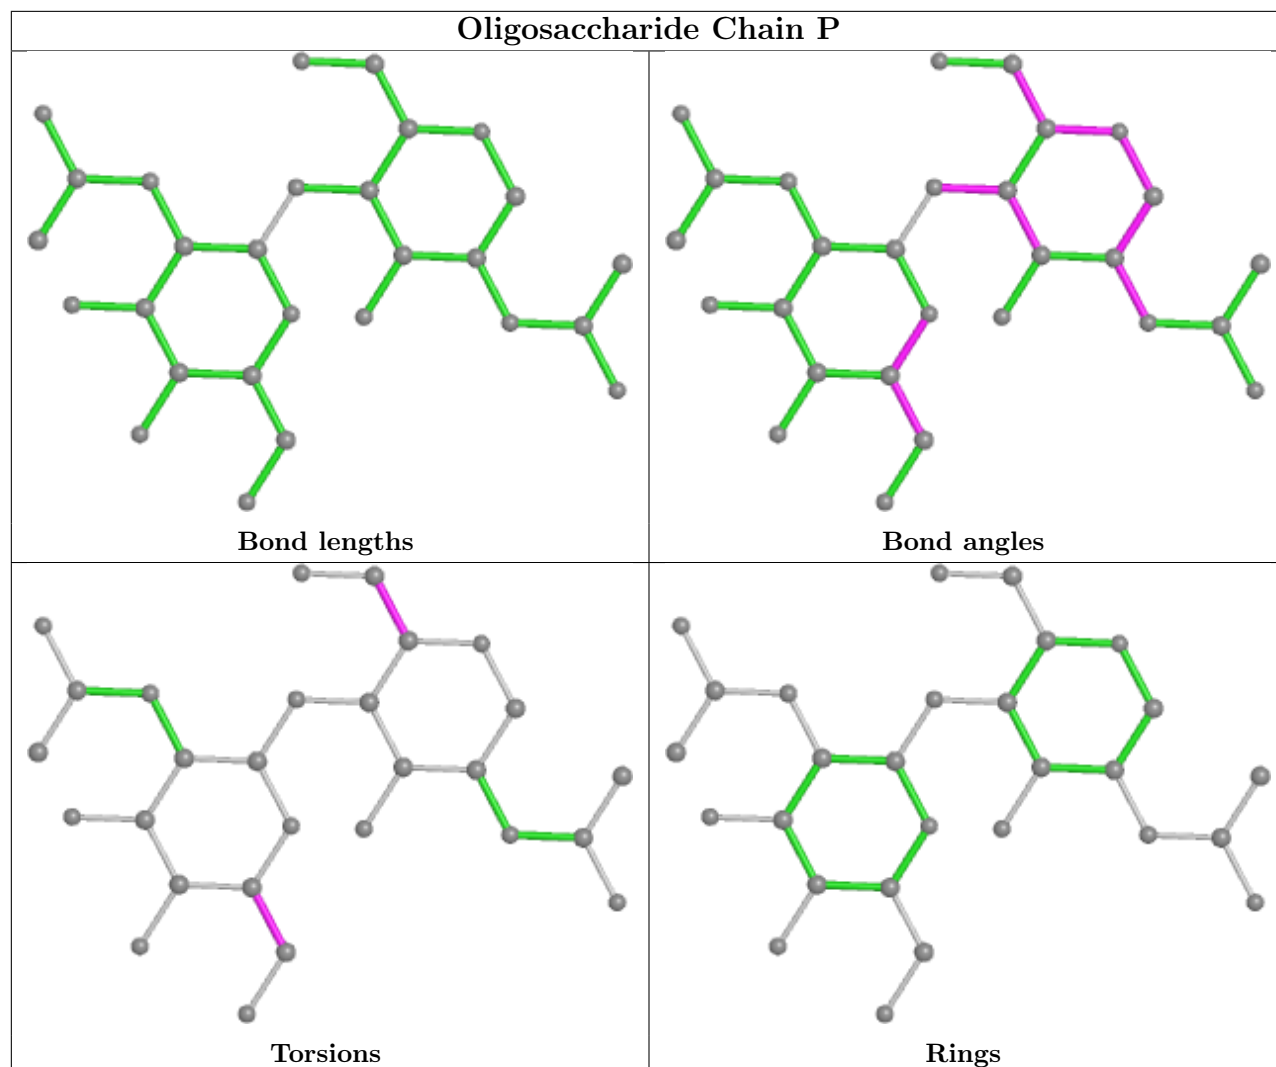 Oligosaccharide Chain P
Bond lengths
Bond angles
Torsions
Rings